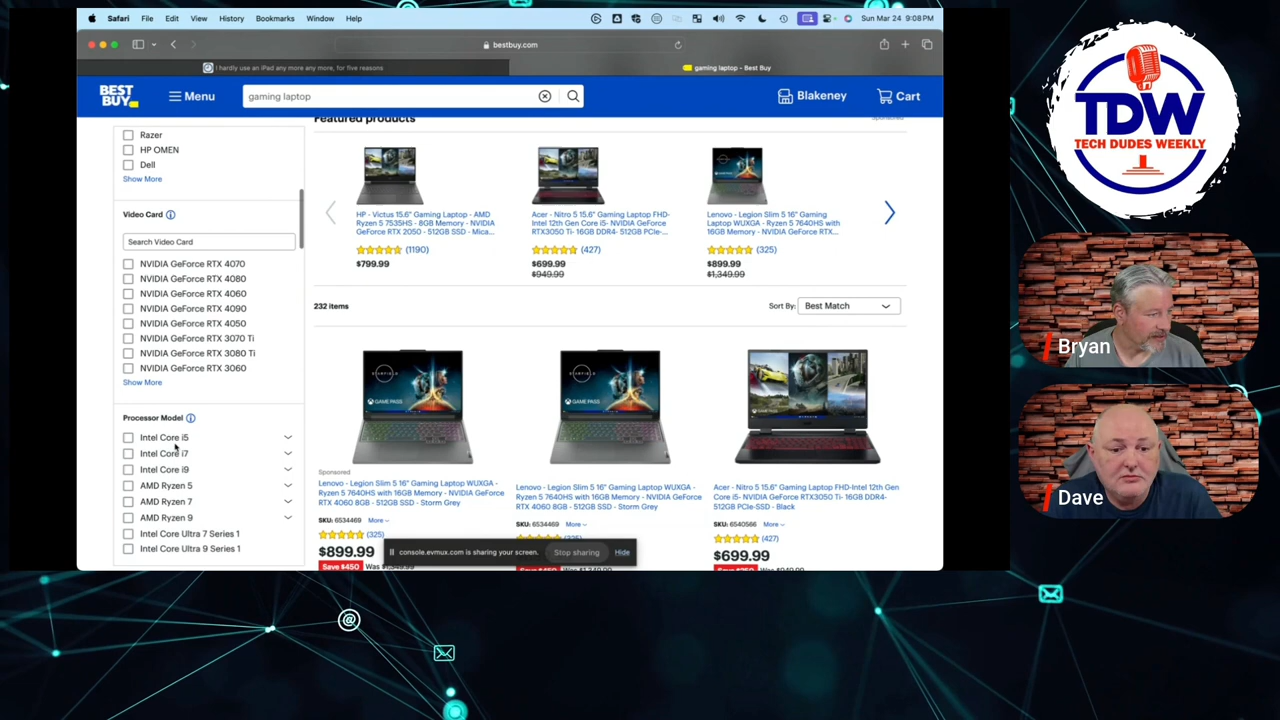 Safari File Edit View History Bookmarks Window Help
Sun Mar 24 9:08 PM
bestbuy.com
I hardly use an iPad any more any more, for five reasons
gaming laptop - Best Buy
BEST BUY
Menu
gaming laptop
Blakeney
Cart
Razer
HP OMEN
Dell
Show More
Video Card
Search Video Card
NVIDIA GeForce RTX 4070
NVIDIA GeForce RTX 4080
NVIDIA GeForce RTX 4060
NVIDIA GeForce RTX 4090
NVIDIA GeForce RTX 4050
NVIDIA GeForce RTX 3070 Ti
NVIDIA GeForce RTX 3080 Ti
NVIDIA GeForce RTX 3060
Show More
Processor Model
Intel Core i5
Intel Core i7
Intel Core i9
AMD Ryzen 5
AMD Ryzen 7
AMD Ryzen 9
Intel Core Ultra 7 Series 1
Intel Core Ultra 9 Series 1
Featured products
Sponsored
HP - Victus 15.6" Gaming Laptop - AMD
Ryzen 5 7535HS - 8GB Memory - NVIDIA
GeForce RTX 2050 - 512GB SSD - Mica...
(1190)
$799.99
Acer - Nitro 5 15.6" Gaming Laptop FHD-
Intel 12th Gen Core i5- NVIDIA GeForce
RTX3050 Ti- 16GB DDR4- 512GB PCIe-...
(427)
$699.99
$949.99
Lenovo - Legion Slim 5 16" Gaming
Laptop WUXGA - Ryzen 5 7640HS with
16GB Memory - NVIDIA GeForce RTX...
(325)
$899.99
$1,349.99
232 items
Sort By: Best Match
STARFIELD
GAME PASS
STARFIELD
GAME PASS
Sponsored
Lenovo - Legion Slim 5 16" Gaming Laptop WUXGA -
Ryzen 5 7640HS with 16GB Memory - NVIDIA GeForce
RTX 4060 8GB - 512GB SSD - Storm Grey
SKU: 6534469 More
(325)
$899.99
Save $450 Was $1,349.99
Lenovo - Legion Slim 5 16" Gaming Laptop WUXGA -
Ryzen 5 7640HS with 16GB Memory - NVIDIA GeForce
RTX 4060 8GB - 512GB SSD - Storm Grey
SKU: 6534469 More
(325)
Acer - Nitro 5 15.6" Gaming Laptop FHD-Intel 12th Gen
Core i5- NVIDIA GeForce RTX3050 Ti- 16GB DDR4-
512GB PCIe-SSD - Black
SKU: 6540566 More
(427)
$699.99
console.evmux.com is sharing your screen. Stop sharing Hide
TDW
TECH DUDES WEEKLY
Bryan
Dave